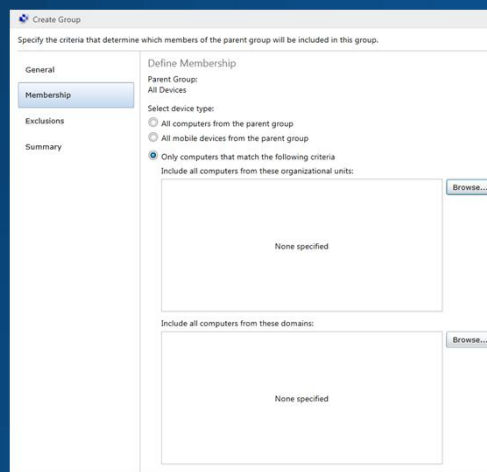 Create Group
Specify the criteria that determine which members of the parent group will be included in this group.
General
Membership
Exclusions
Summary
Define Membership
Parent Group:
All Devices
Select device type:
All computers from the parent group
All mobile devices from the parent group
Only computers that match the following criteria
Include all computers from these organizational units:
Browse...
None specified
Include all computers from these domains:
Browse...
None specified